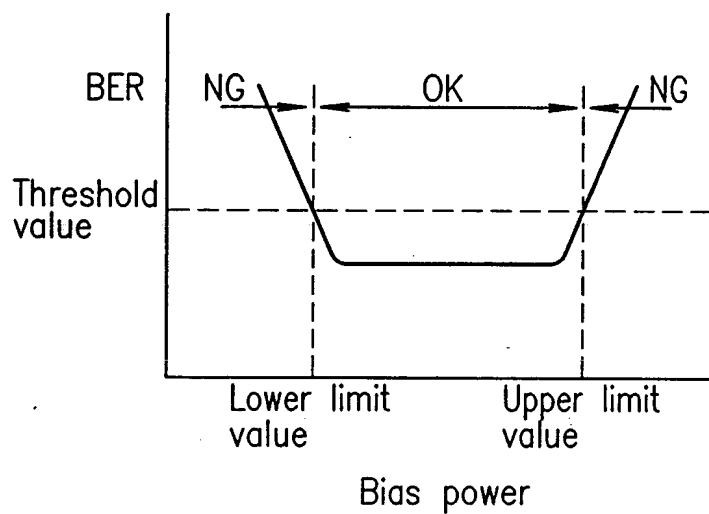 BER
NG
OK
NG
Threshold
value
Lower limit
value
Upper limit
value
Bias power